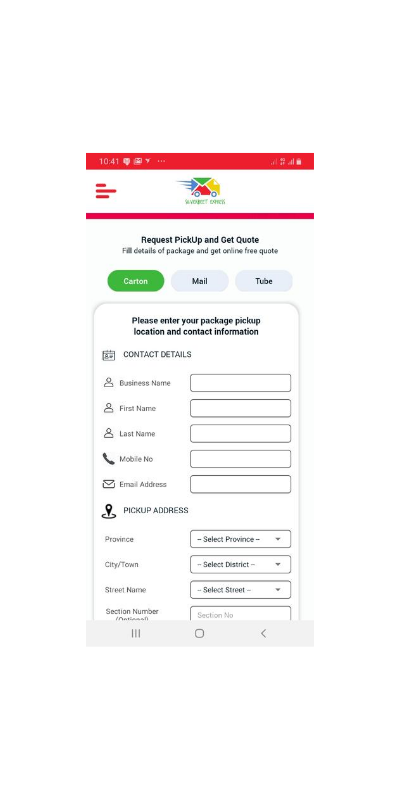 10:41
Request PickUp and Get Quote
Fill details of package and get online free quote
Carton
Mail
Tube
Please enter your package pickup
location and contact information
CONTACT DETAILS
Business Name
First Name
Last Name
Mobile No
Email Address
PICKUP ADDRESS
Province
-- Select Province --
City/Town
-- Select District --
Street Name
-- Select Street --
Section Number
(Optional)
Section No